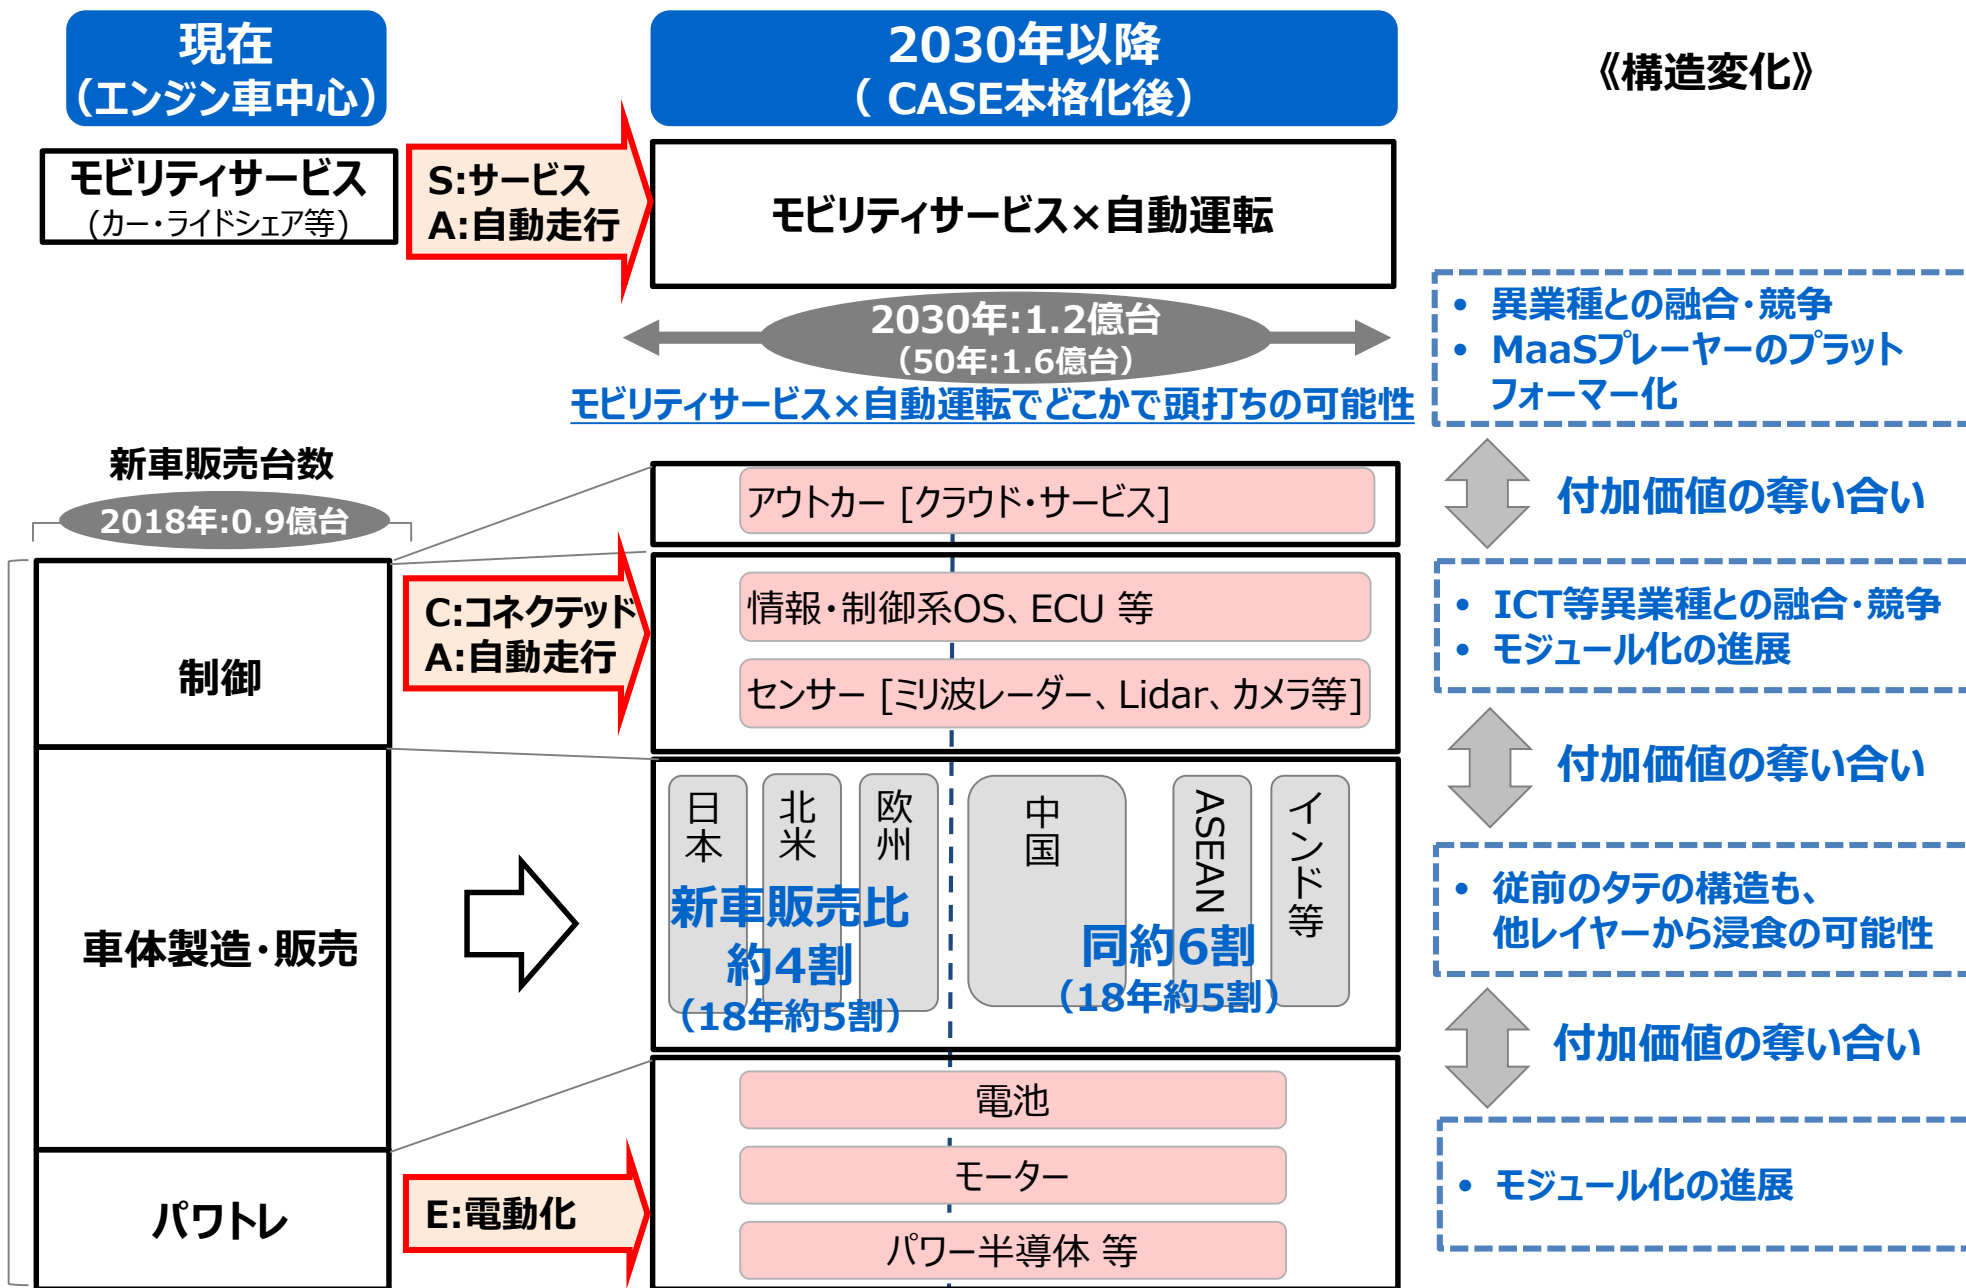 現在
（エンジン車中心）
2030年以降
（ CASE本格化後）
《構造変化》
モビリティサービス
（カー・ライドシェア等）
S:サービス
A:自動走行
モビリティサービス×自動運転
2030年:1.2億台
（50年:1.6億台）
モビリティサービス×自動運転でどこかで頭打ちの可能性
• 異業種との融合・競争
• MaaSプレーヤーのプラット
フォーマー化
新車販売台数
2018年:0.9億台
アウトカー [クラウド・サービス]
付加価値の奪い合い
制御
C:コネクテッド
A:自動走行
情報・制御系OS、ECU 等
センサー [ミリ波レーダー、Lidar、カメラ等]
• ICT等異業種との融合・競争
• モジュール化の進展
付加価値の奪い合い
車体製造・販売
日本
北米
欧州
中国
ASEAN
インド等
新車販売比
約4割
（18年約5割）
同約6割
（18年約5割）
• 従前のタテの構造も、
他レイヤーから浸食の可能性
付加価値の奪い合い
パワトレ
E:電動化
電池
モーター
パワー半導体 等
• モジュール化の進展